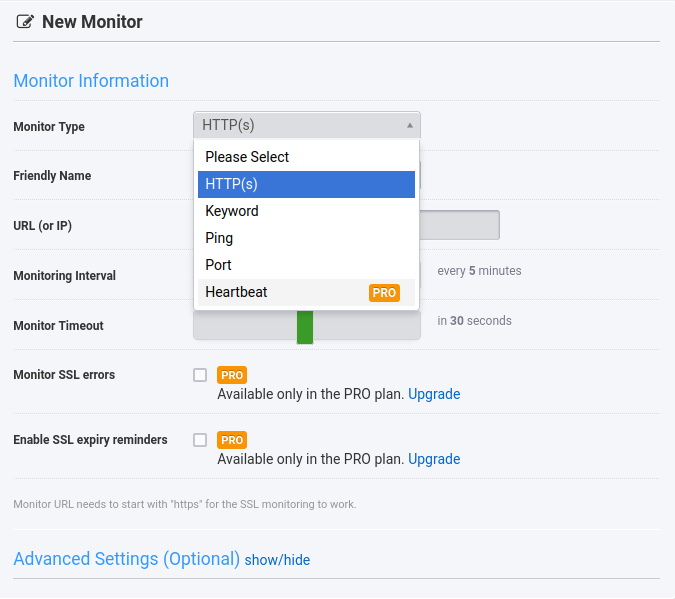 New Monitor
Monitor Information
Monitor Type
HTTP(s)
Please Select
HTTP(s)
Keyword
Ping
Port
Heartbeat PRO
Friendly Name
URL (or IP)
Monitoring Interval
every 5 minutes
Monitor Timeout
in 30 seconds
Monitor SSL errors
PRO
Available only in the PRO plan. Upgrade
Enable SSL expiry reminders
PRO
Available only in the PRO plan. Upgrade
Monitor URL needs to start with "https" for the SSL monitoring to work.
Advanced Settings (Optional) show/hide